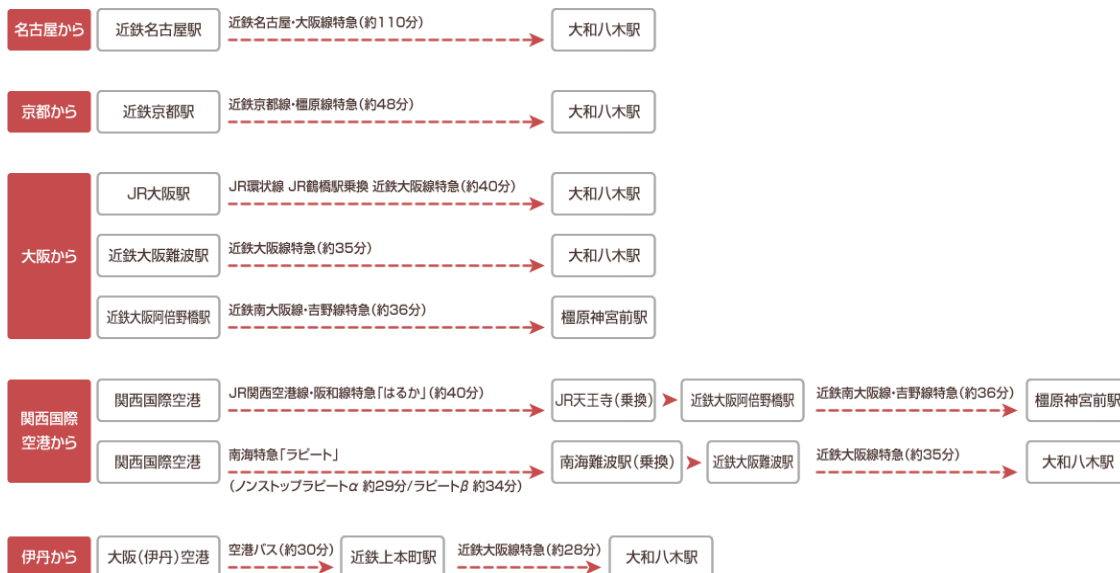 名古屋から 近鉄名古屋駅 近鉄名古屋・大阪線特急(約110分) 大和八木駅
京都から 近鉄京都駅 近鉄京都線・橿原線特急(約48分) 大和八木駅
大阪から
JR大阪駅 JR環状線 JR鶴橋駅乗換 近鉄大阪線特急(約40分) 大和八木駅
近鉄大阪難波駅 近鉄大阪線特急(約35分) 大和八木駅
近鉄大阪阿倍野橋駅 近鉄南大阪線・吉野線特急(約36分) 橿原神宮前駅
関西国際
空港から
関西国際空港 JR関西空港線・阪和線特急「はるか」(約40分) JR天王寺(乗換) 近鉄大阪阿倍野橋駅 近鉄南大阪線・吉野線特急(約36分) 橿原神宮前駅
関西国際空港 南海特急「ラピート」 南海難波駅(乗換) 近鉄大阪難波駅 近鉄大阪線特急(約35分) 大和八木駅
(ノンストップラピートα 約29分/ラピートβ 約34分)
伊丹から 大阪(伊丹)空港 空港バス(約30分) 近鉄上本町駅 近鉄大阪線特急(約28分) 大和八木駅